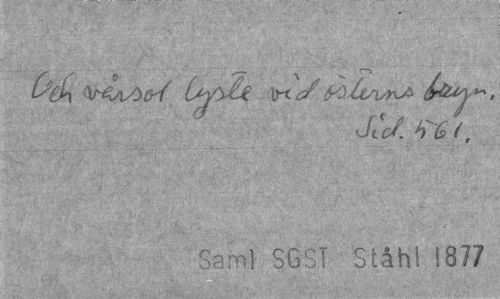 Och vårsol lyste vid österns bryn.
Sid. 561.
Saml SGST Ståhl 1877